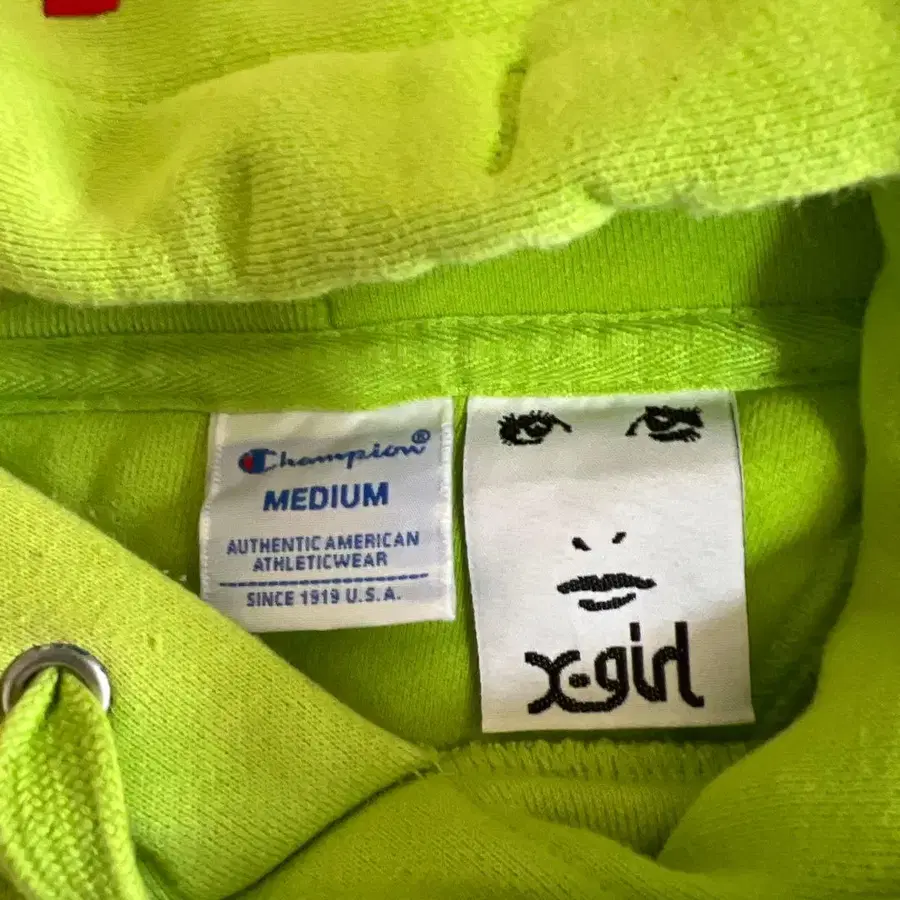 Champion®
MEDIUM
AUTHENTIC AMERICAN
ATHLETICWEAR
SINCE 1919 U.S.A.
x-girl